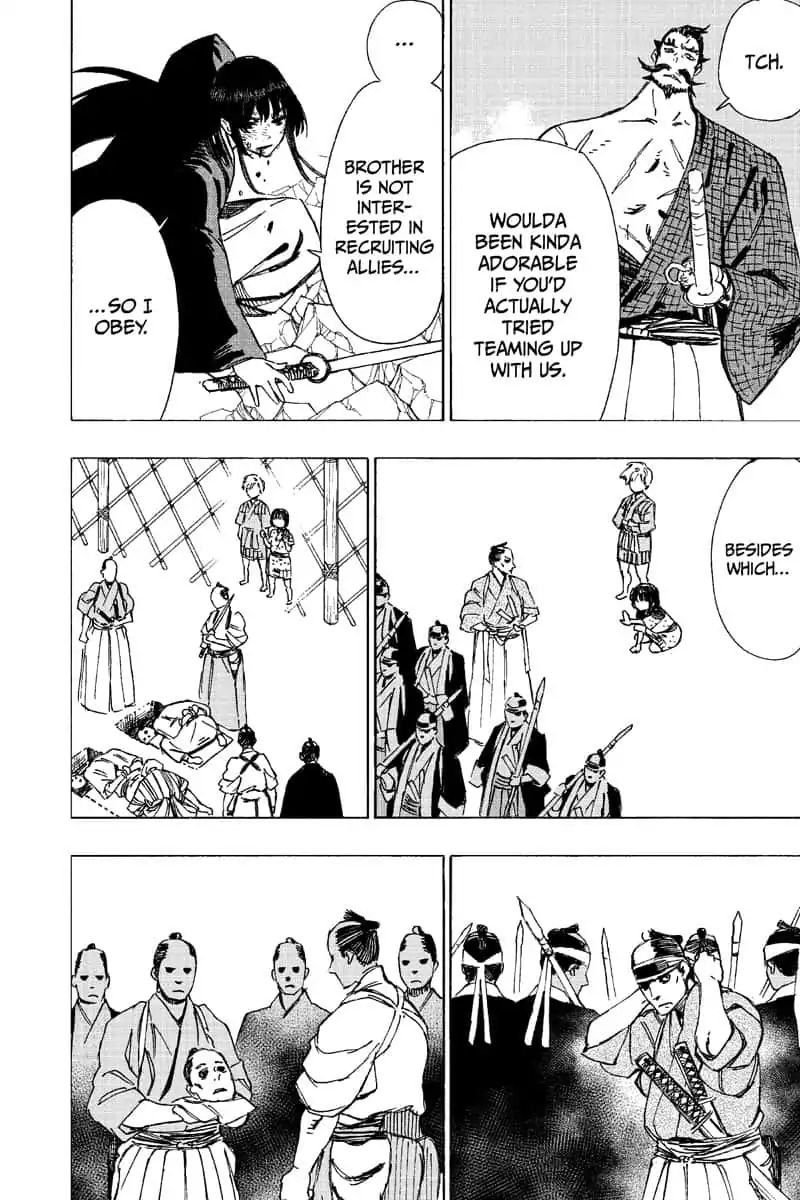 TCH.
WOULDA
BEEN KINDA
ADORABLE
IF YOU'D
ACTUALLY
TRIED
TEAMING UP
WITH US.
...
BROTHER
IS NOT
INTER-
ESTED IN
RECRUITING
ALLIES...
...SO I
OBEY.
BESIDES
WHICH...